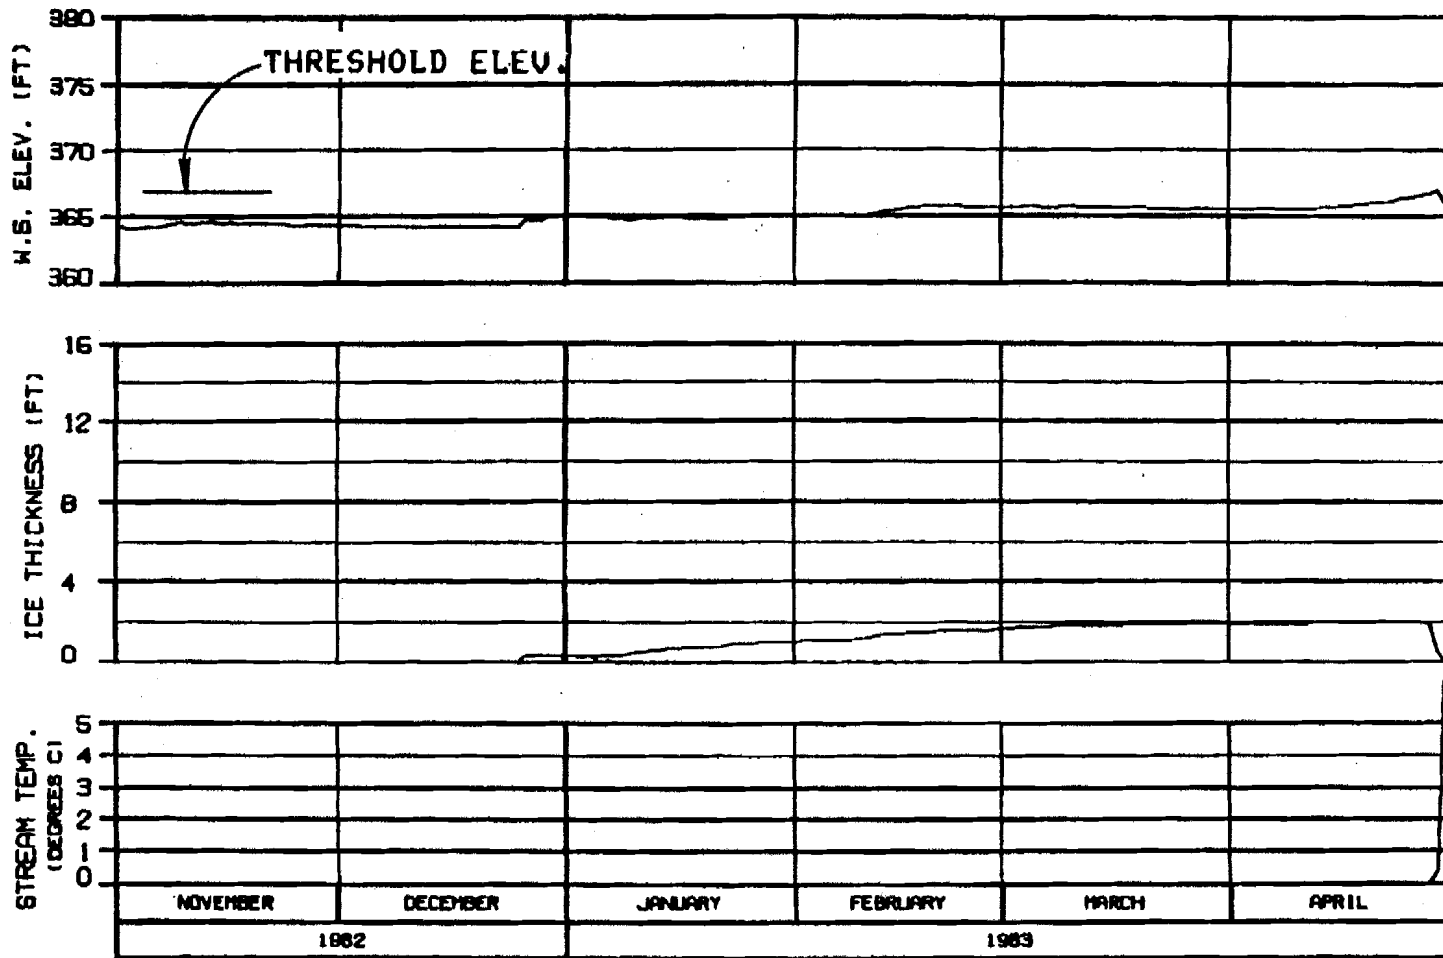 380
THRESHOLD ELEV.
375
370
365
360
W.S. ELEV. (FT)
16
12
8
4
0
ICE THICKNESS (FT)
5
4
3
2
1
0
STREAM TEMP.
(DEGREES C)
NOVEMBER DECEMBER JANUARY FEBRUARY MARCH APRIL
1982 1983